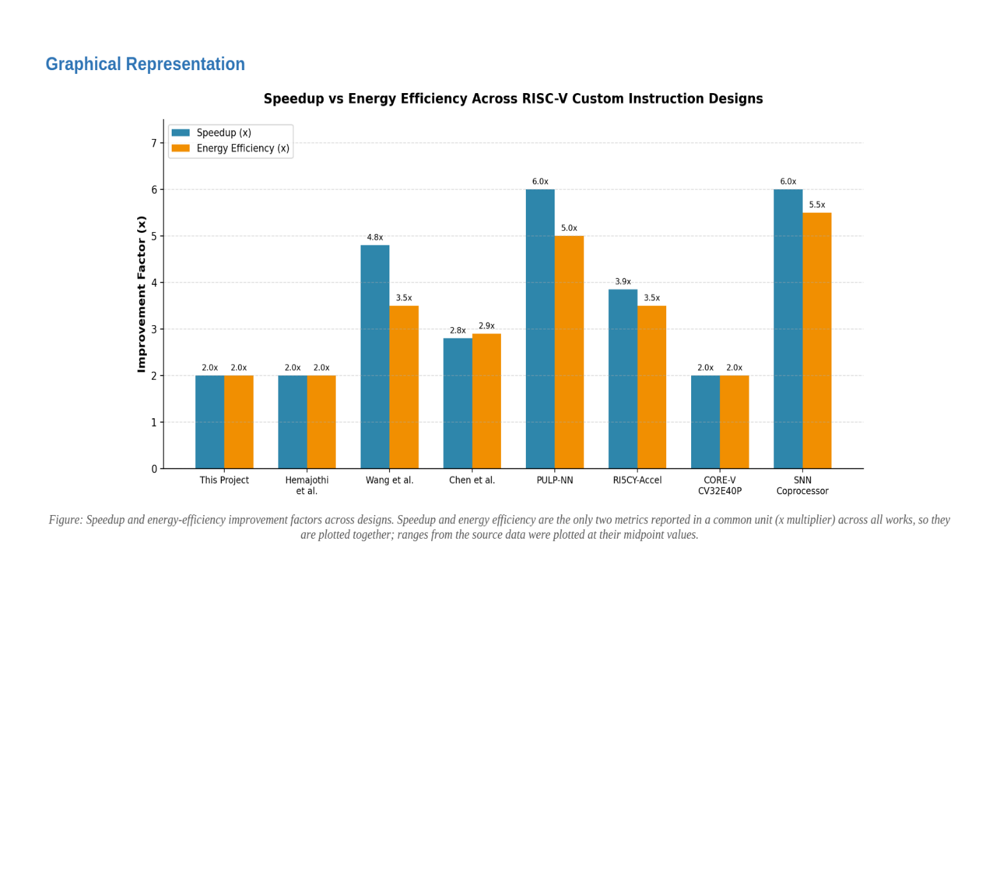 Graphical Representation
Speedup vs Energy Efficiency Across RISC-V Custom Instruction Designs
Speedup (x)
Energy Efficiency (x)
Improvement Factor (x)
7
6
5
4
3
2
1
0
2.0x 2.0x
2.0x 2.0x
4.8x
3.5x
2.8x
2.9x
6.0x
5.0x
3.9x
3.5x
2.0x 2.0x
6.0x
5.5x
This Project
Hemajothi
et al.
Wang et al.
Chen et al.
PULP-NN
RI5CY-Accel
CORE-V
CV32E40P
SNN
Coprocessor
Figure: Speedup and energy-efficiency improvement factors across designs. Speedup and energy efficiency are the only two metrics reported in a common unit (x multiplier) across all works, so they
are plotted together; ranges from the source data were plotted at their midpoint values.